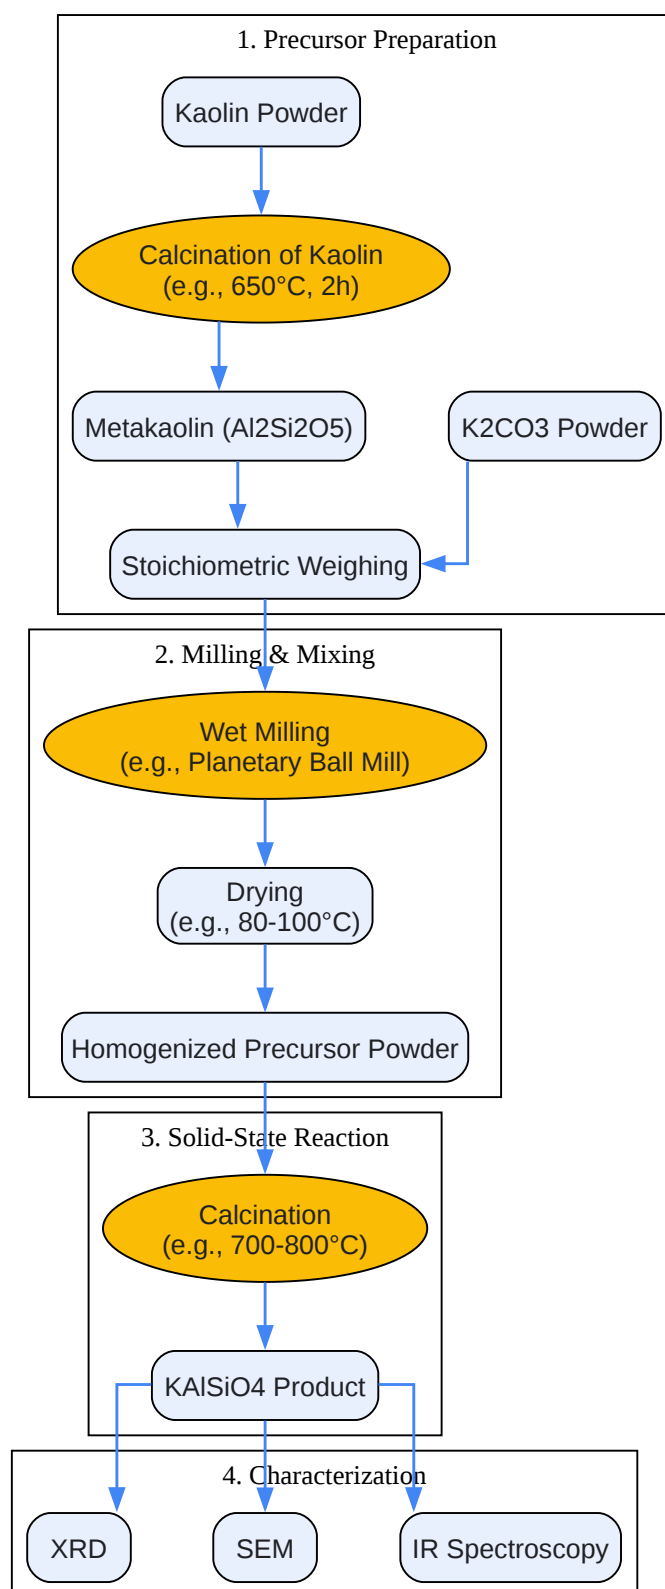 1. Precursor Preparation
Kaolin Powder
Calcination of Kaolin
(e.g., 650°C, 2h)
Metakaolin (Al2Si2O5)
K2CO3 Powder
Stoichiometric Weighing
2. Milling & Mixing
Wet Milling
(e.g., Planetary Ball Mill)
Drying
(e.g., 80-100°C)
Homogenized Precursor Powder
3. Solid-State Reaction
Calcination
(e.g., 700-800°C)
KAlSiO4 Product
4. Characterization
XRD
SEM
IR Spectroscopy